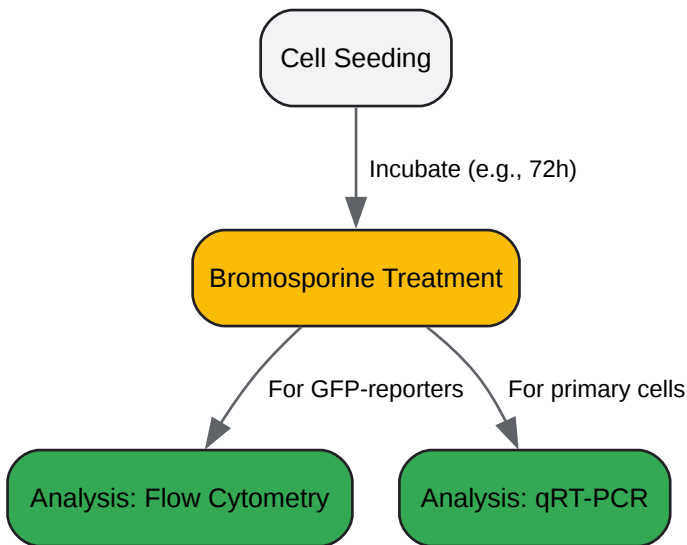 Cell Seeding
Incubate (e.g., 72h)
Bromosporine Treatment
For GFP-reporters
For primary cells
Analysis: Flow Cytometry
Analysis: qRT-PCR